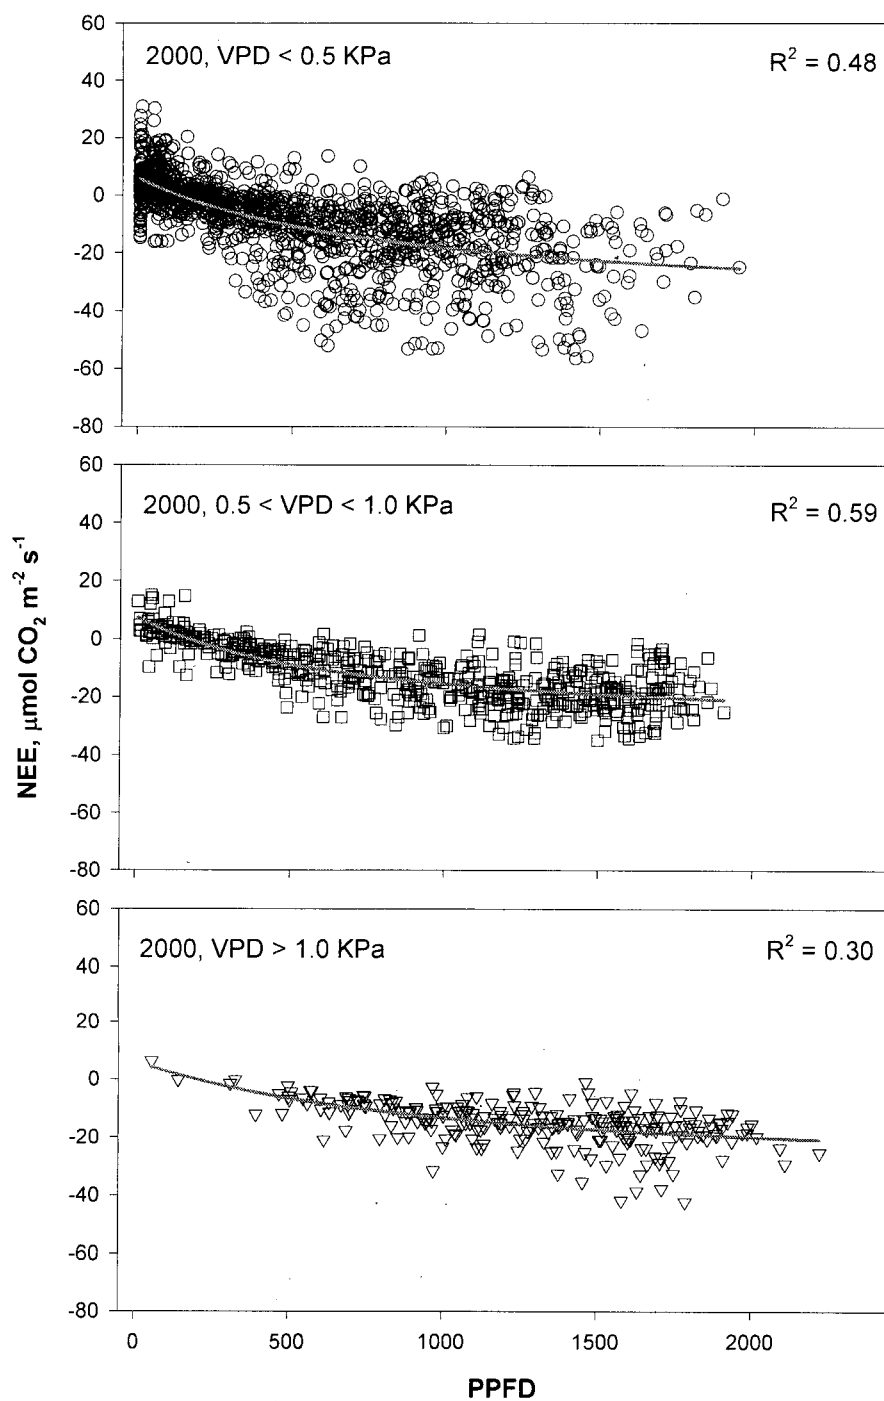 60
2000, VPD < 0.5 KPa
R² = 0.48
40
20
0
-20
-40
-60
-80
60
2000, 0.5 < VPD < 1.0 KPa
R² = 0.59
40
20
0
-20
-40
-60
-80
NEE, μmol CO₂ m⁻² s⁻¹
60
2000, VPD > 1.0 KPa
R² = 0.30
40
20
0
-20
-40
-60
-80
0 500 1000 1500 2000
PPFD